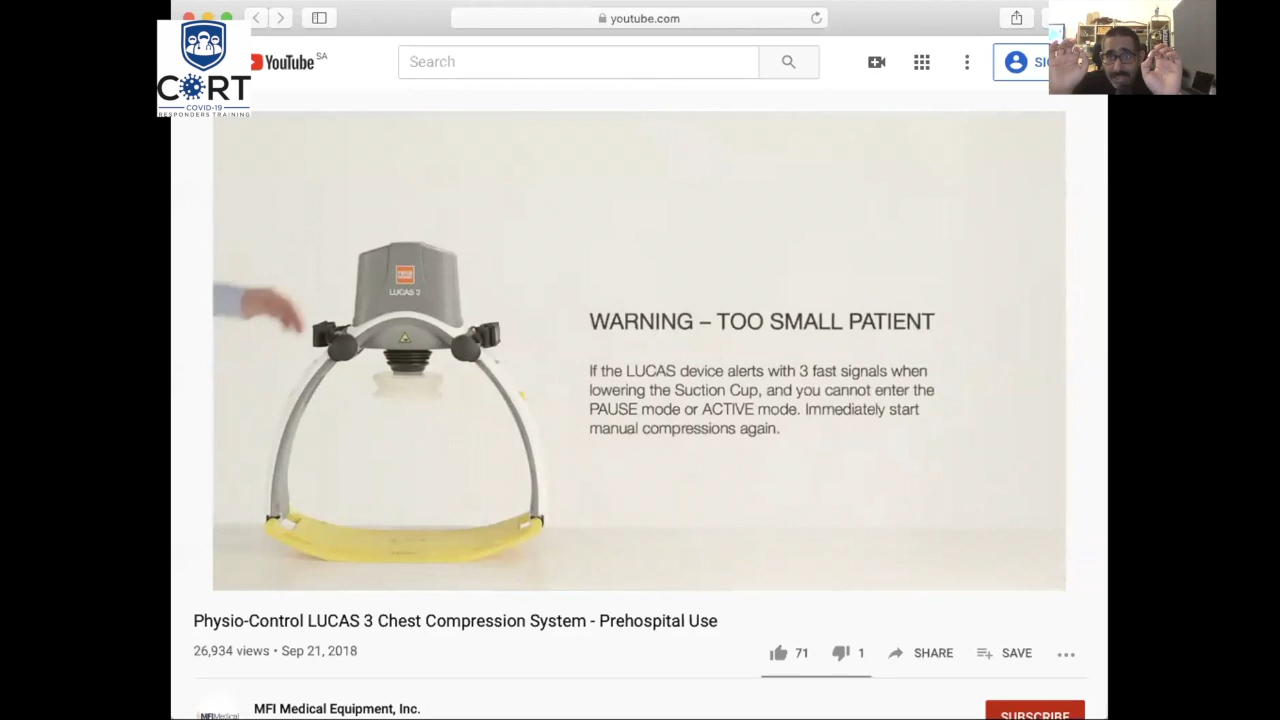 youtube.com
CORT
COVID-19
RESPONDERS TRAINING
YouTube SA
Search
LUCAS 3
WARNING – TOO SMALL PATIENT
If the LUCAS device alerts with 3 fast signals when
lowering the Suction Cup, and you cannot enter the
PAUSE mode or ACTIVE mode. Immediately start
manual compressions again.
Physio-Control LUCAS 3 Chest Compression System - Prehospital Use
26,934 views • Sep 21, 2018
71
1
SHARE
SAVE
MFI Medical
MFI Medical Equipment, Inc.
SUBSCRIBE